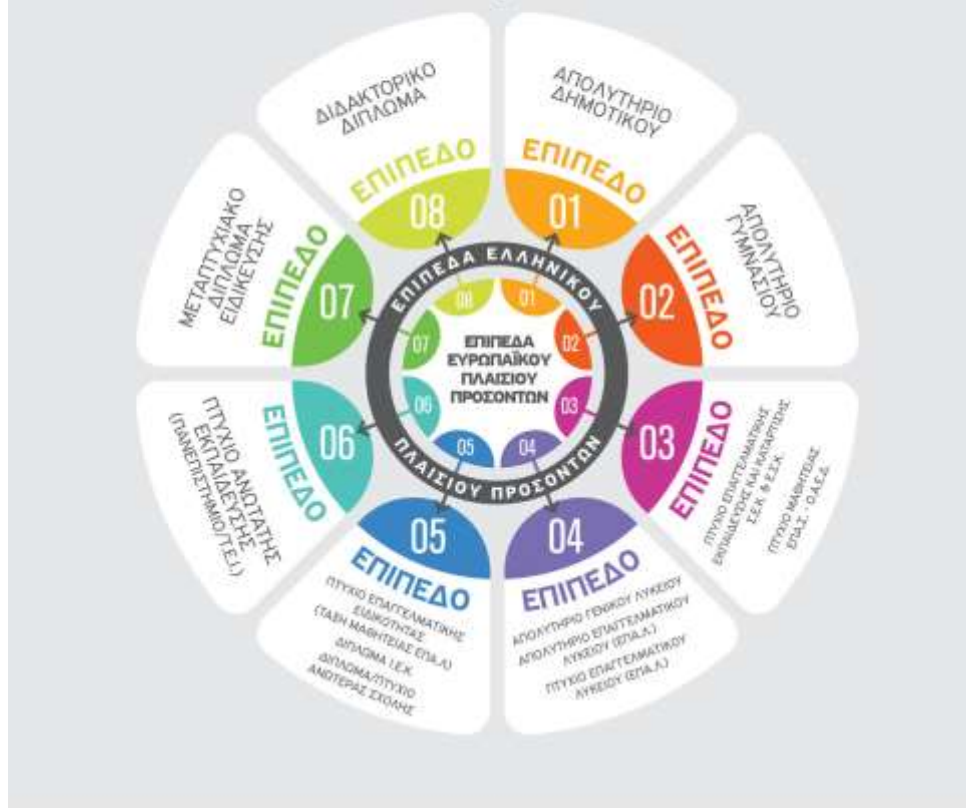 ΑΠΟΛΥΤΗΡΙΟ
ΔΗΜΟΤΙΚΟΥ
ΕΠΙΠΕΔΟ
01
ΑΠΟΛΥΤΗΡΙΟ
ΓΥΜΝΑΣΙΟΥ
ΕΠΙΠΕΔΟ
02
ΕΠΙΠΕΔΟ
03
ΠΤΥΧΙΟ ΕΠΑΓΓΕΛΜΑΤΙΚΗΣ
ΕΚΠΑΙΔΕΥΣΗΣ ΚΑΙ ΚΑΤΑΡΤΙΣΗΣ
Σ.Ε.Κ. & Ε.Σ.Κ.
ΠΤΥΧΙΟ ΜΑΘΗΤΕΙΑΣ
ΕΠΑ.Σ. - Ο.Α.Ε.Δ.
04
ΕΠΙΠΕΔΟ
ΑΠΟΛΥΤΗΡΙΟ ΓΕΝΙΚΟΥ ΛΥΚΕΙΟΥ
ΑΠΟΛΥΤΗΡΙΟ ΕΠΑΓΓΕΛΜΑΤΙΚΟΥ
ΛΥΚΕΙΟΥ (ΕΠΑ.Λ.)
ΠΤΥΧΙΟ ΕΠΑΓΓΕΛΜΑΤΙΚΟΥ
ΛΥΚΕΙΟΥ (ΕΠΑ.Λ.)
05
ΕΠΙΠΕΔΟ
ΠΤΥΧΙΟ ΕΠΑΓΓΕΛΜΑΤΙΚΗΣ
ΕΙΔΙΚΟΤΗΤΑΣ
(ΤΑΞΗ ΜΑΘΗΤΕΙΑΣ ΕΠΑ.Λ)
ΔΙΠΛΩΜΑ Ι.Ε.Κ.
ΔΙΠΛΩΜΑ/ΠΤΥΧΙΟ
ΑΝΩΤΕΡΑΣ ΣΧΟΛΗΣ
06
ΕΠΙΠΕΔΟ
ΠΤΥΧΙΟ ΑΝΩΤΑΤΗΣ
ΕΚΠΑΙΔΕΥΣΗΣ
(ΠΑΝΕΠΙΣΤΗΜΙΟ/Τ.Ε.Ι.)
ΜΕΤΑΠΤΥΧΙΑΚΟ
ΔΙΠΛΩΜΑ
ΕΙΔΙΚΕΥΣΗΣ
ΕΠΙΠΕΔΟ
07
ΔΙΔΑΚΤΟΡΙΚΟ
ΔΙΠΛΩΜΑ
ΕΠΙΠΕΔΟ
08
ΕΠΙΠΕΔΑ ΕΛΛΗΝΙΚΟΥ
ΠΛΑΙΣΙΟΥ ΠΡΟΣΟΝΤΩΝ
01
02
03
04
05
06
07
08
ΕΠΙΠΕΔΑ
ΕΥΡΩΠΑΪΚΟΥ
ΠΛΑΙΣΙΟΥ
ΠΡΟΣΟΝΤΩΝ